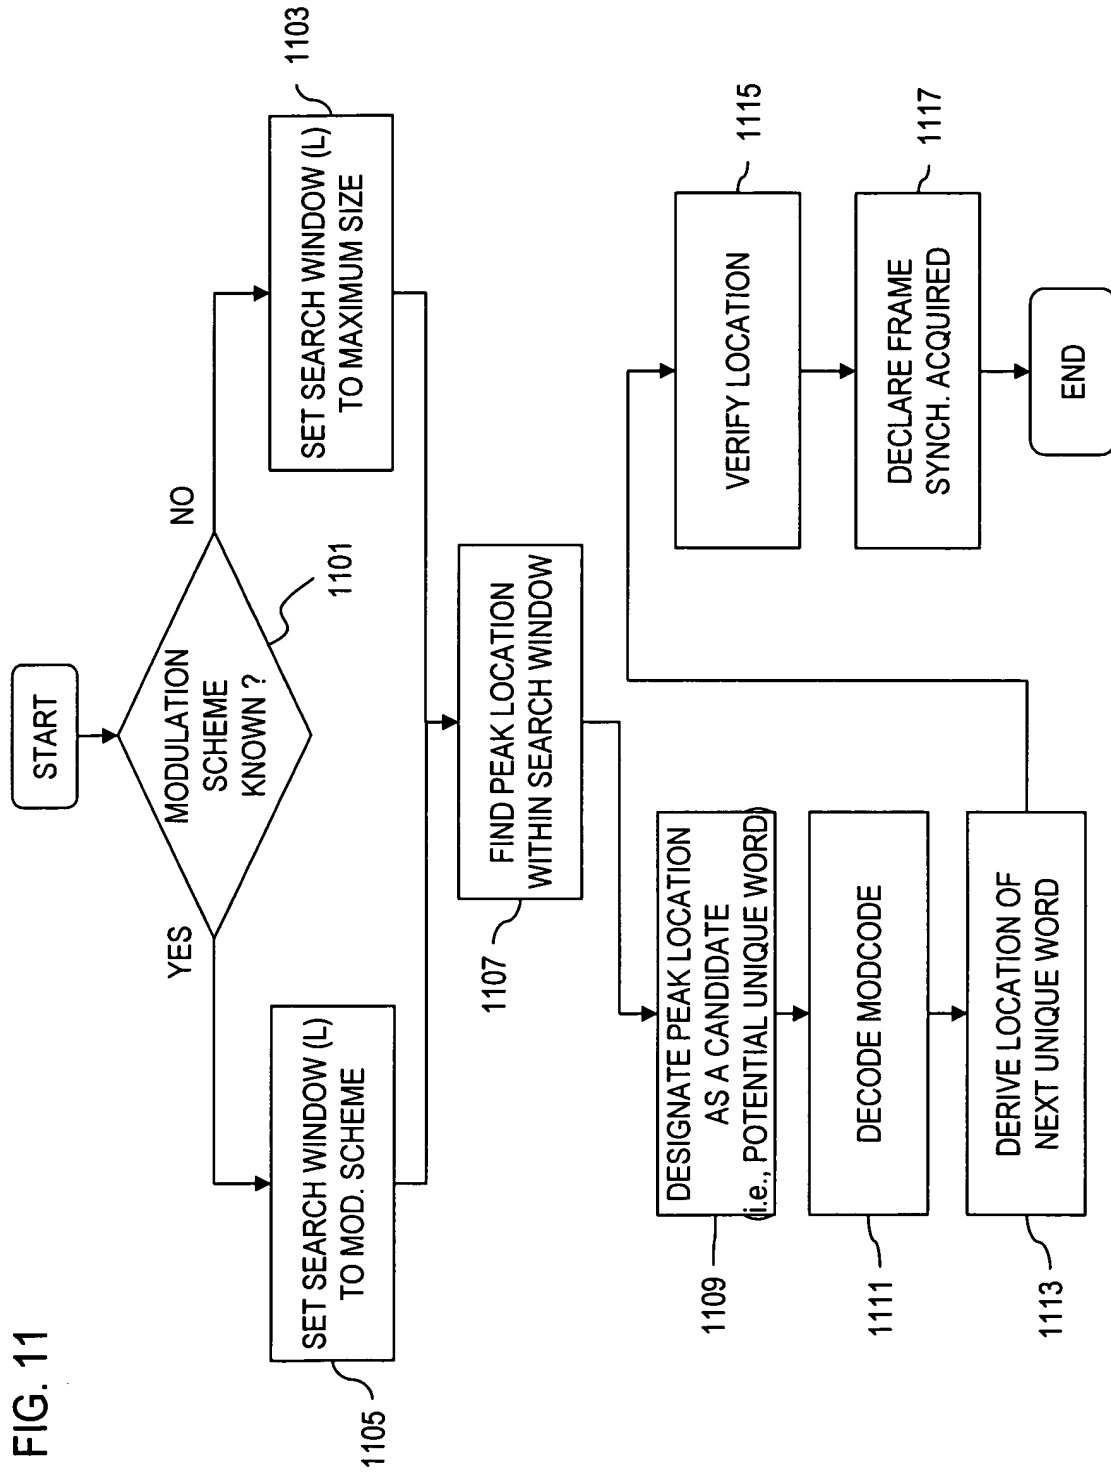 FIG. 11
START
MODULATION
SCHEME
KNOWN ?
1101
YES
NO
SET SEARCH WINDOW (L)
TO MOD. SCHEME
1105
SET SEARCH WINDOW (L)
TO MAXIMUM SIZE
1103
FIND PEAK LOCATION
WITHIN SEARCH WINDOW
1107
DESIGNATE PEAK LOCATION
AS A CANDIDATE
(i.e., POTENTIAL UNIQUE WORD)
1109
DECODE MODCODE
1111
DERIVE LOCATION OF
NEXT UNIQUE WORD
1113
VERIFY LOCATION
1115
DECLARE FRAME
SYNCH. ACQUIRED
1117
END